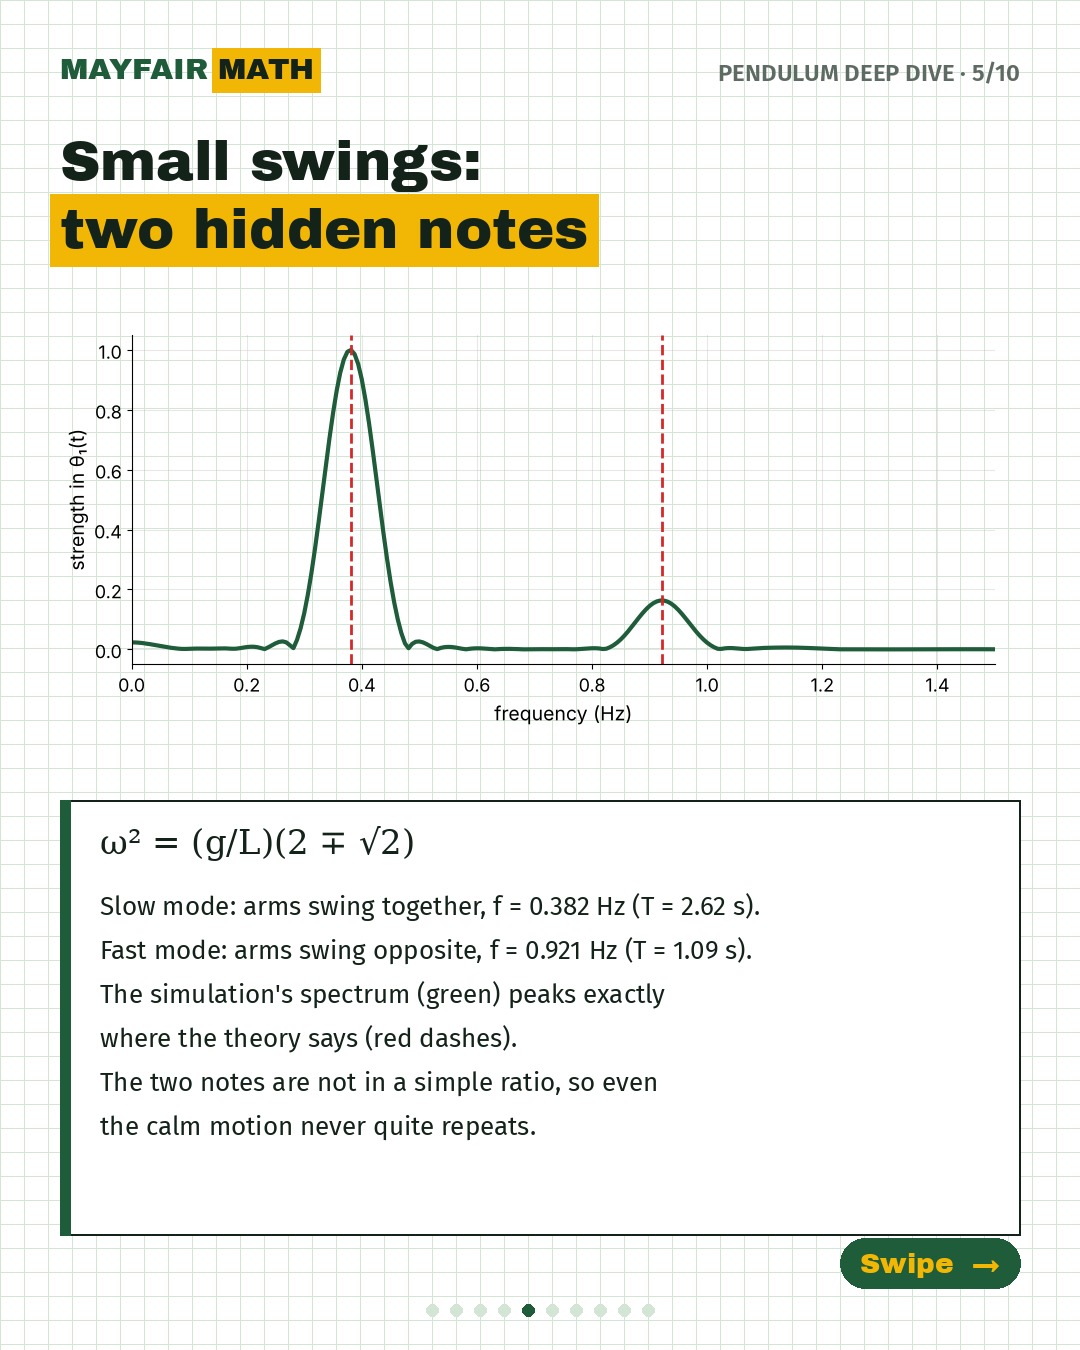 MAYFAIR MATH
PENDULUM DEEP DIVE · 5/10
Small swings:
two hidden notes
strength in θ₁(t)
1.0
0.8
0.6
0.4
0.2
0.0
0.0 0.2 0.4 0.6 0.8 1.0 1.2 1.4
frequency (Hz)
ω² = (g/L)(2 ∓ √2)
Slow mode: arms swing together, f = 0.382 Hz (T = 2.62 s).
Fast mode: arms swing opposite, f = 0.921 Hz (T = 1.09 s).
The simulation's spectrum (green) peaks exactly
where the theory says (red dashes).
The two notes are not in a simple ratio, so even
the calm motion never quite repeats.
Swipe →